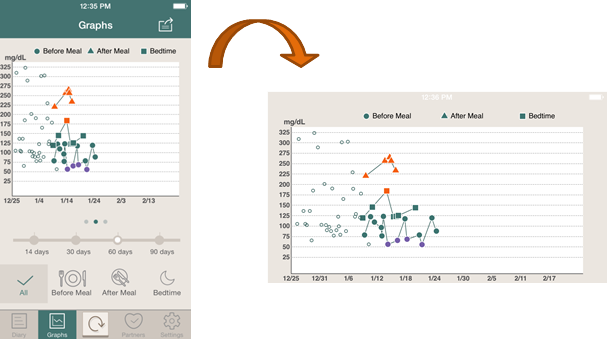 12:35 PM
Graphs
Before Meal After Meal Bedtime
mg/dL
325
300
275
250
225
200
175
150
125
100
75
50
25
12/25 1/4 1/14 1/24 2/3 2/13
14 days 30 days 60 days 90 days
All Before Meal After Meal Bedtime
Diary Graphs Partners Settings
12:36 PM
Before Meal After Meal Bedtime
mg/dL
325
300
275
250
225
200
175
150
125
100
75
50
25
12/25 12/31 1/6 1/12 1/18 1/24 1/30 2/5 2/11 2/17